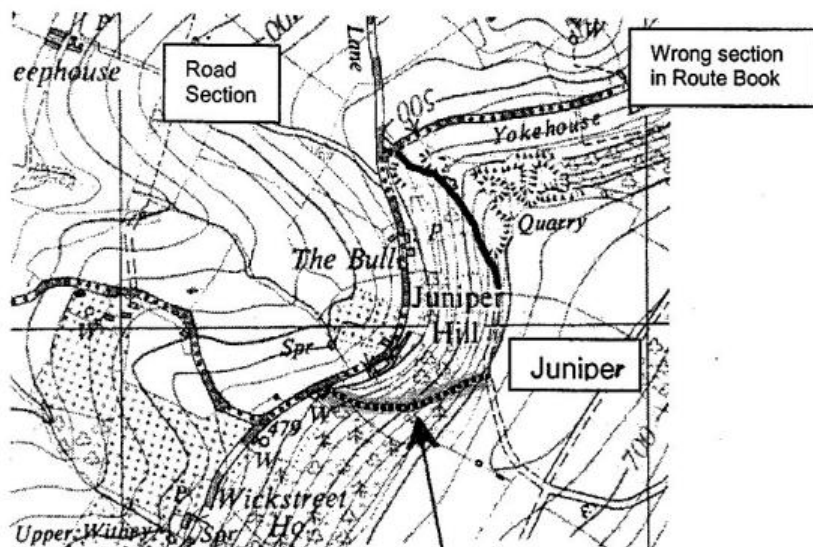 P
W
eephouse
Road
Section
100
Lane
Wrong section
in Route Book
500
Yokehouse
Quarry
P
The Bull
Juniper
Hill
Spr
W
Juniper
W
479
W
700
P
Wickstreet
Ho
Upper Withey
Spr